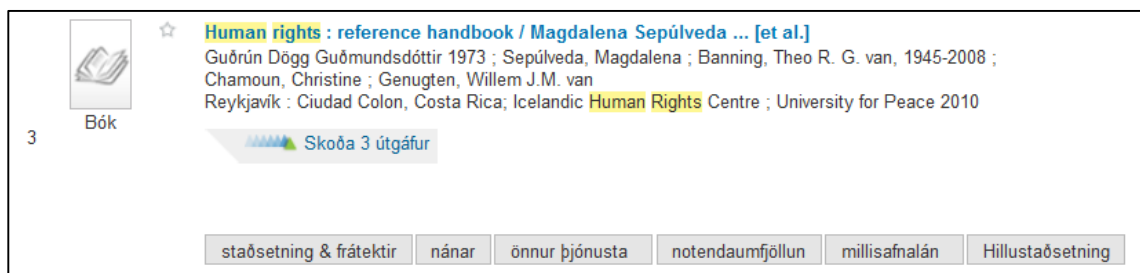 Human rights : reference handbook / Magdalena Sepúlveda ... [et al.]
Guðrún Dögg Guðmundsdóttir 1973 ; Sepúlveda, Magdalena ; Banning, Theo R. G. van, 1945-2008 ;
Chamoun, Christine ; Genugten, Willem J.M. van
Reykjavík : Ciudad Colon, Costa Rica; Icelandic Human Rights Centre ; University for Peace 2010
Bók
3
Skoða 3 útgáfur
staðsetning & frátektir nánar önnur þjónusta notendaumfjöllun millisafnalán Hillustaðsetning